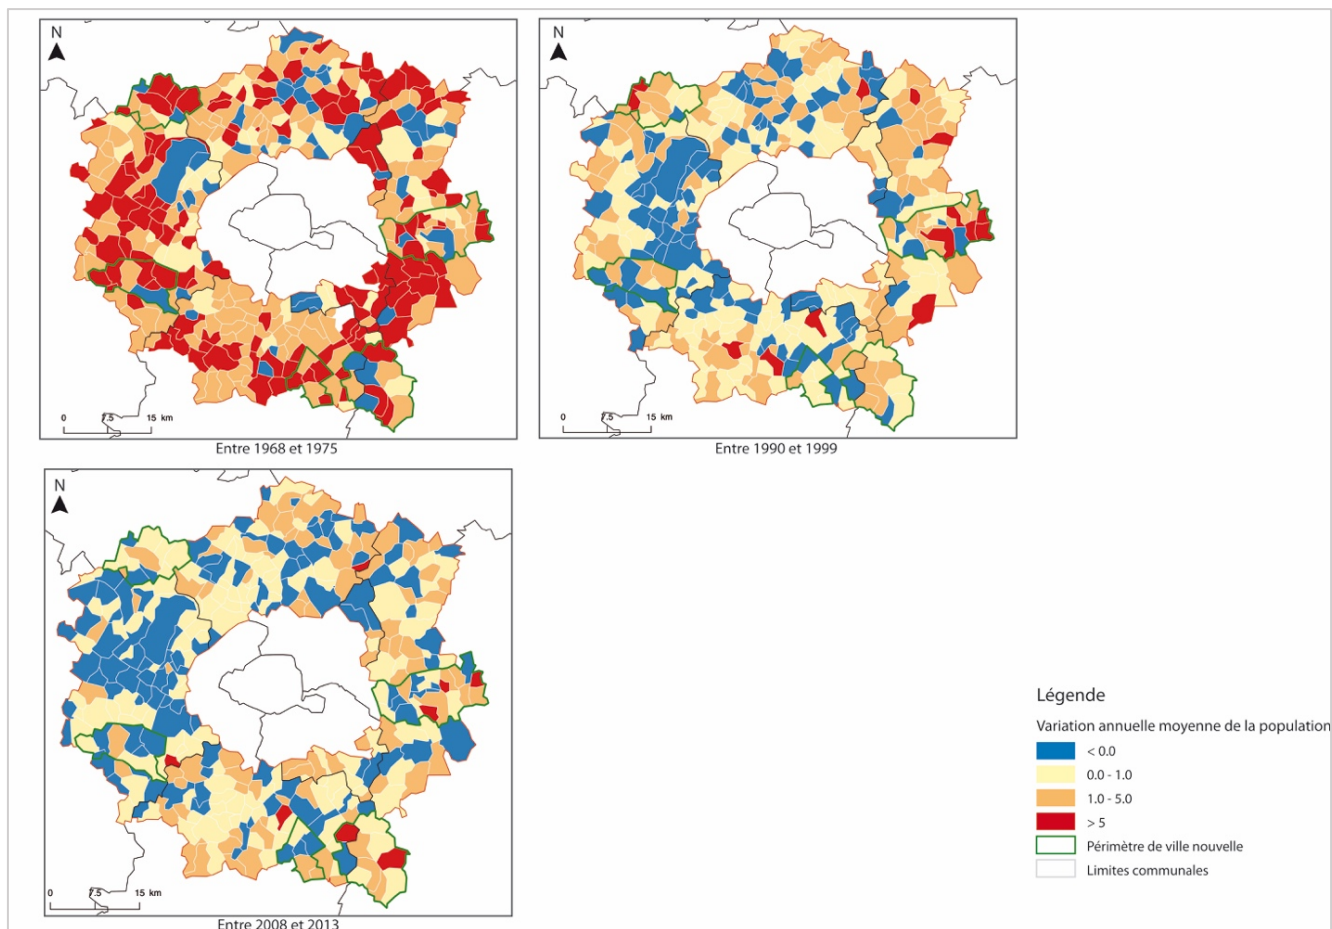 N
0 7.5 15 km
Entre 1968 et 1975
N
0 7.5 15 km
Entre 1990 et 1999
N
0 7.5 15 km
Entre 2008 et 2013
Légende
Variation annuelle moyenne de la population
< 0.0
0.0 - 1.0
1.0 - 5.0
> 5
Périmètre de ville nouvelle
Limites communales